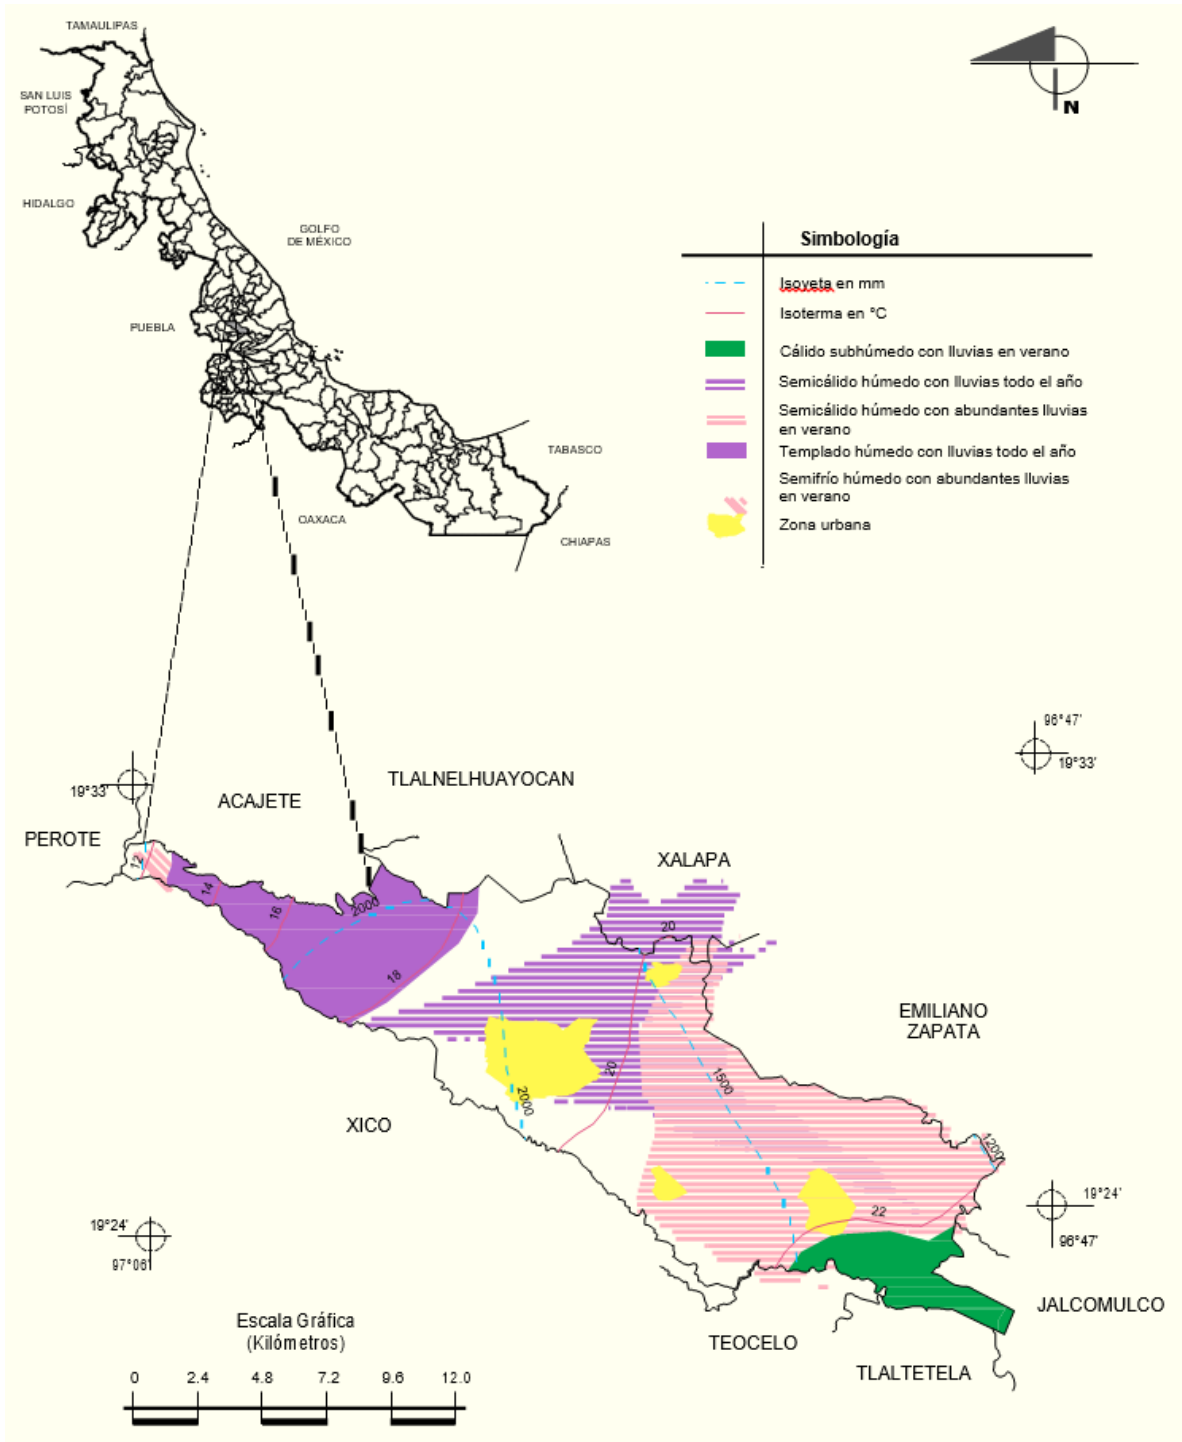 TAMAULIPAS
SAN LUIS
POTOSÍ
HIDALGO
GOLFO
DE MÉXICO
PUEBLA
TABASCO
OAXACA
CHIAPAS
N
Simbología
Isoyeta en mm
Isoterma en °C
Cálido subhúmedo con lluvias en verano
Semicálido húmedo con lluvias todo el año
Semicálido húmedo con abundantes lluvias
en verano
Templado húmedo con lluvias todo el año
Semifrío húmedo con abundantes lluvias
en verano
Zona urbana
96°47'
19°33'
19°33'
ACAJETE
TLALNELHUAYOCAN
PEROTE
XALAPA
12
14
16
2000
18
20
EMILIANO
ZAPATA
20
1500
2000
XICO
1200
19°24'
96°47'
22
19°24'
97°06'
JALCOMULCO
TEOCELO
TLALTETELA
Escala Gráfica
(Kilómetros)
0 2.4 4.8 7.2 9.6 12.0